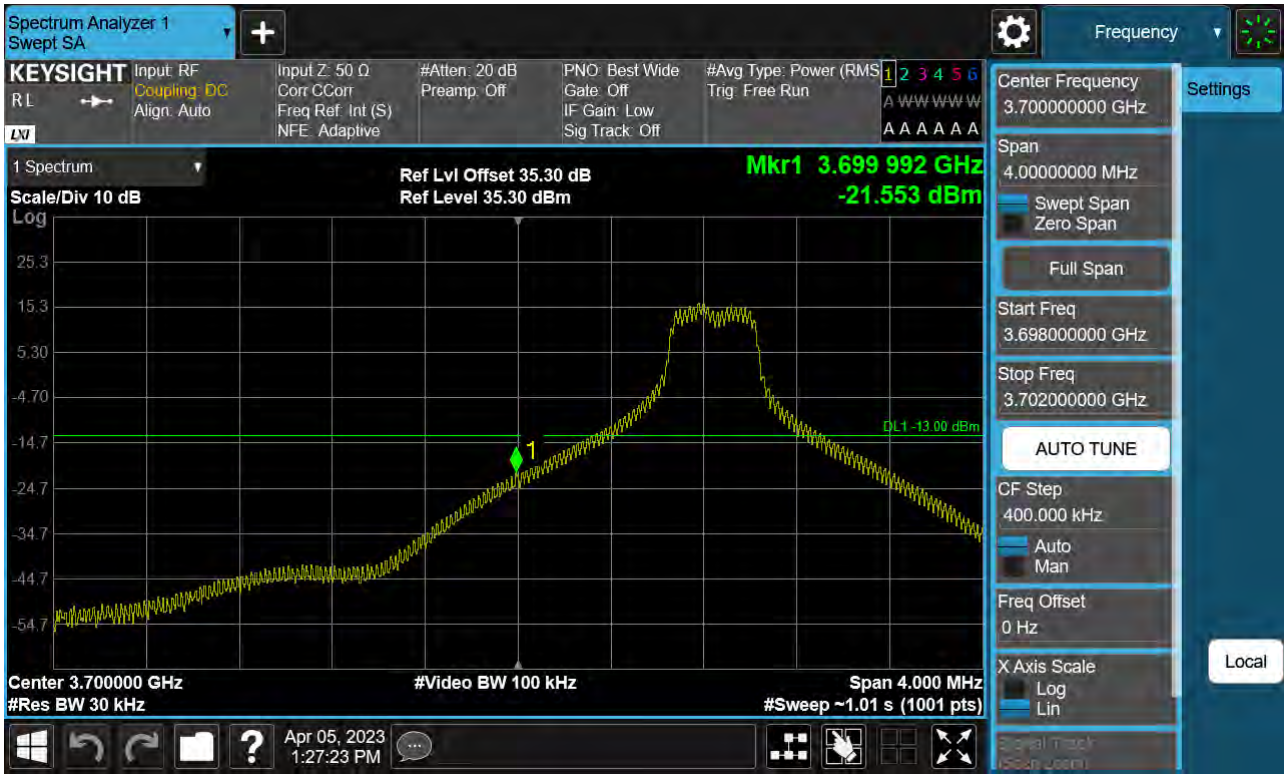 Spectrum Analyzer 1
Swept SA
+
Frequency
KEYSIGHT
RL
LXI
Input: RF
Coupling: DC
Align: Auto
Input Z: 50 Ω
Corr CCorr
Freq Ref: Int (S)
NFE: Adaptive
#Atten: 20 dB
Preamp: Off
PNO: Best Wide
Gate: Off
IF Gain: Low
Sig Track: Off
#Avg Type: Power (RMS
Trig: Free Run
1 2 3 4 5 6
A W W W W W
A A A A A A
1 Spectrum
Scale/Div 10 dB
Log
Ref Lvl Offset 35.30 dB
Ref Level 35.30 dBm
Mkr1 3.699 992 GHz
-21.553 dBm
25.3
15.3
5.30
-4.70
-14.7
-24.7
-34.7
-44.7
-54.7
DL1 -13.00 dBm
1
Center 3.700000 GHz
#Res BW 30 kHz
#Video BW 100 kHz
Span 4.000 MHz
#Sweep ~1.01 s (1001 pts)
Center Frequency
3.700000000 GHz
Span
4.00000000 MHz
Swept Span
Zero Span
Full Span
Start Freq
3.698000000 GHz
Stop Freq
3.702000000 GHz
AUTO TUNE
CF Step
400.000 kHz
Auto
Man
Freq Offset
0 Hz
X Axis Scale
Log
Lin
Signal Track
(Span Zoom)
Settings
Local
?
Apr 05, 2023
1:27:23 PM